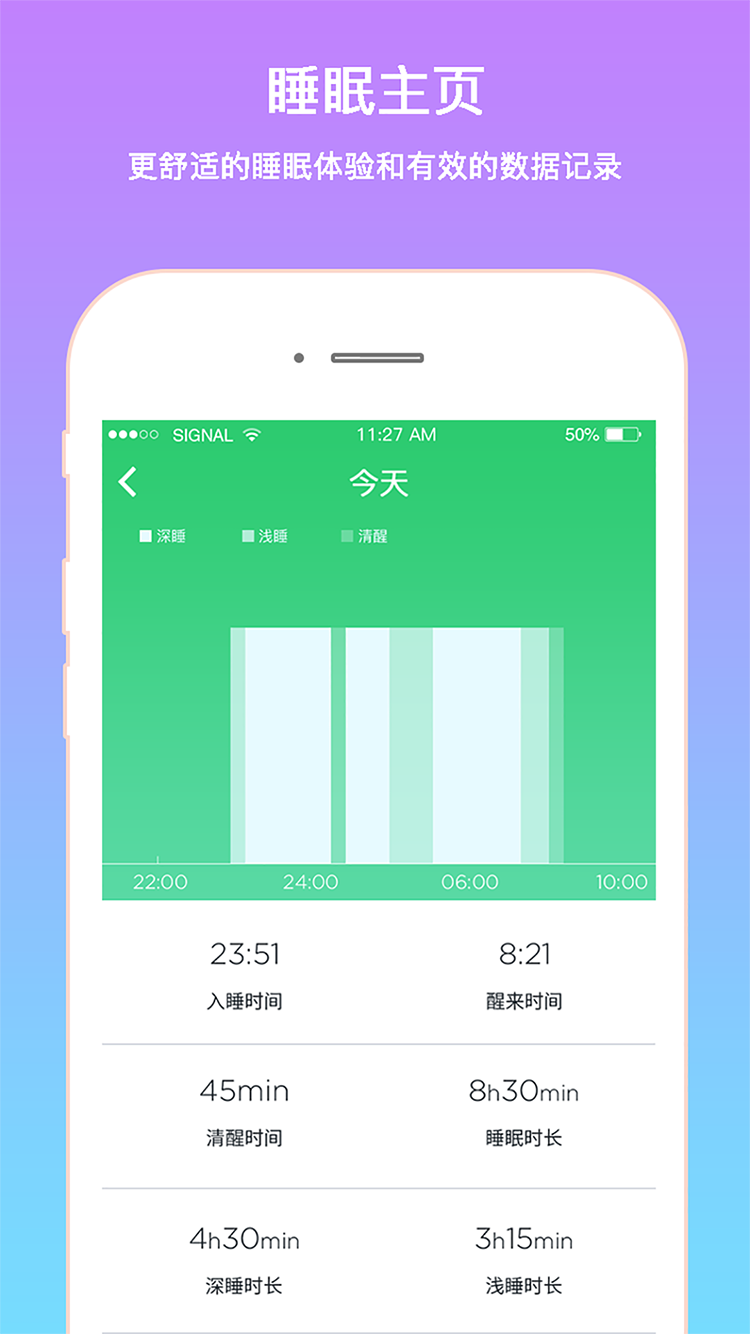 睡眠主页
更舒适的睡眠体验和有效的数据记录
SIGNAL 11:27 AM 50%
今天
深睡 浅睡 清醒
22:00 24:00 06:00 10:00
23:51 8:21
入睡时间 醒来时间
45min 8h30min
清醒时间 睡眠时长
4h30min 3h15min
深睡时长 浅睡时长